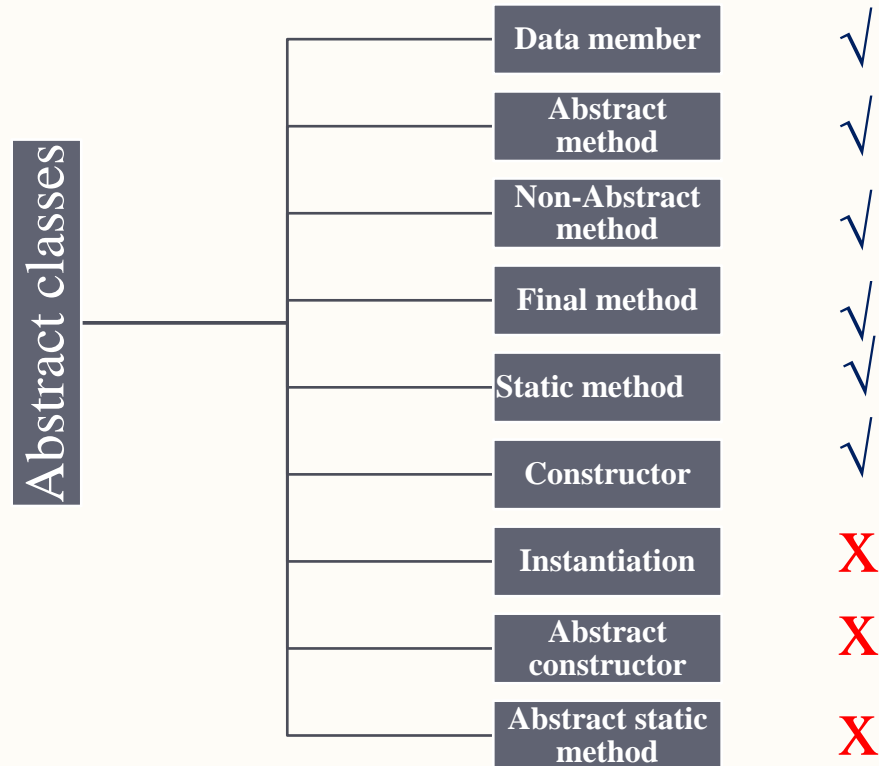 Abstract classes
Data member √
Abstract
method √
Non-Abstract
method √
Final method √
Static method √
Constructor √
Instantiation X
Abstract
constructor X
Abstract static
method X